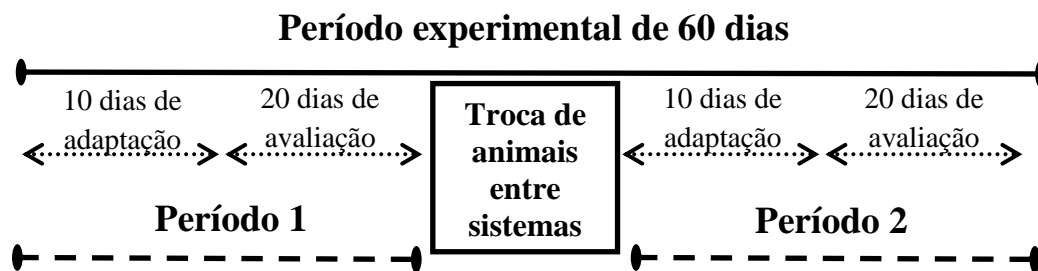 Período experimental de 60 dias
10 dias de
adaptação
20 dias de
avaliação
Troca de
animais
entre
sistemas
10 dias de
adaptação
20 dias de
avaliação
Período 1
Período 2